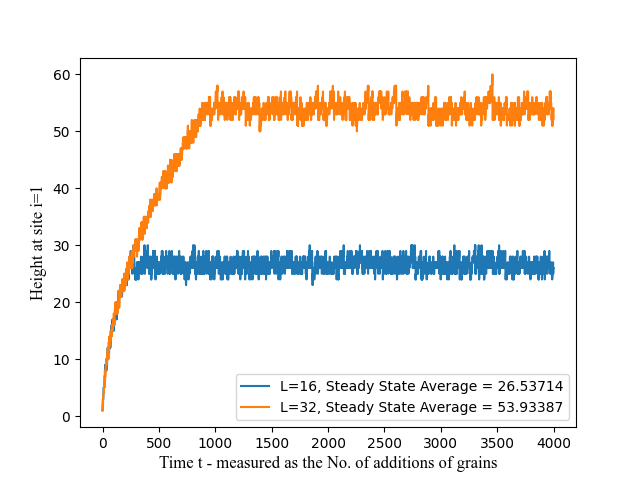 60
50
40
30
20
10
0
Height at site i=1
L=16, Steady State Average = 26.53714
L=32, Steady State Average = 53.93387
0 500 1000 1500 2000 2500 3000 3500 4000
Time t - measured as the No. of additions of grains